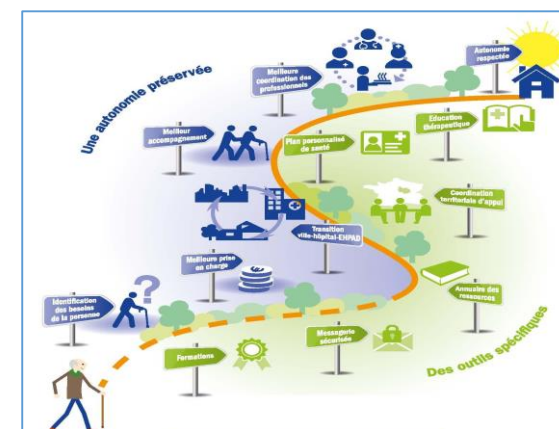 Une autonomie préservée
Meilleure
coordination des
professionnels
Autonomie
respectée
Meilleur
accompagnement
Plan personnalisé
de santé
Education
thérapeutique
Coordination
territoriale d'appui
Transition
ville-hôpital-EHPAD
Meilleure prise
en charge
Identification
des besoins
de la personne
?
Annuaire des
ressources
Messagerie
sécurisée
Formations
Des outils spécifiques